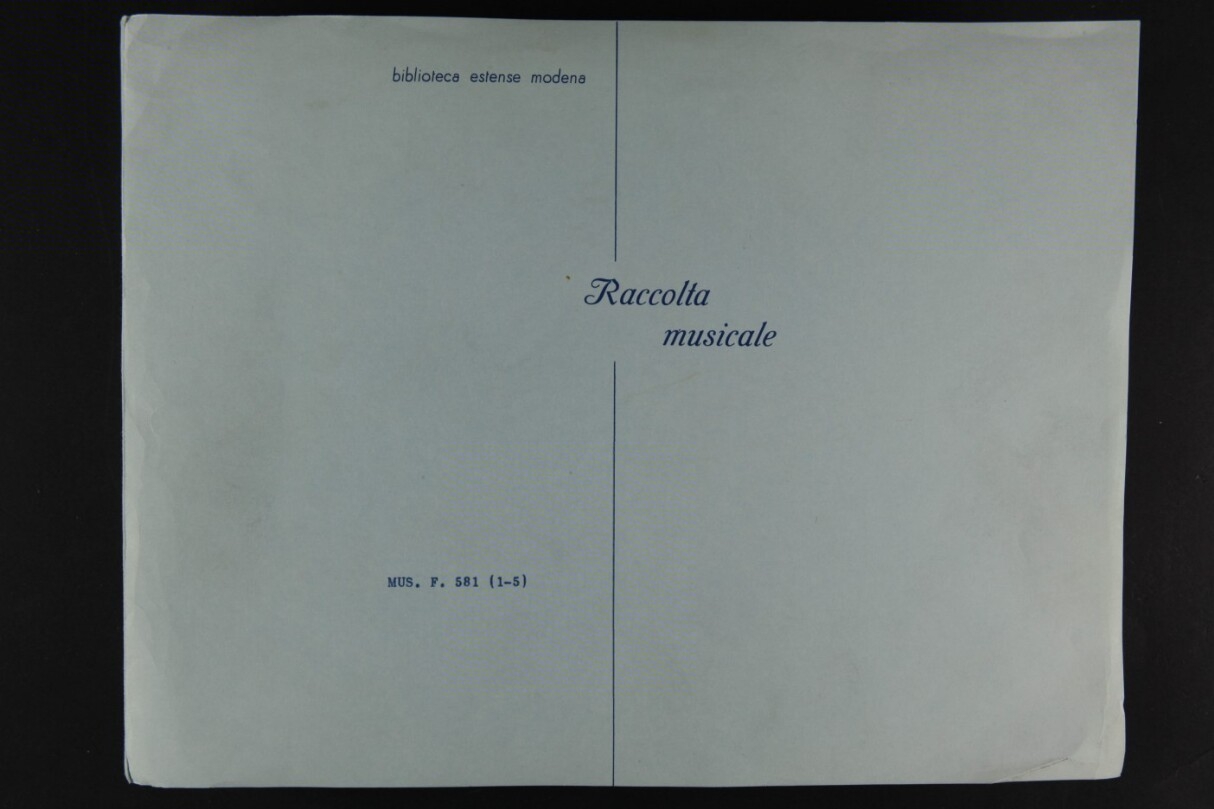 biblioteca estense modena
Raccolta
musicale
MUS. F. 581 (1-5)